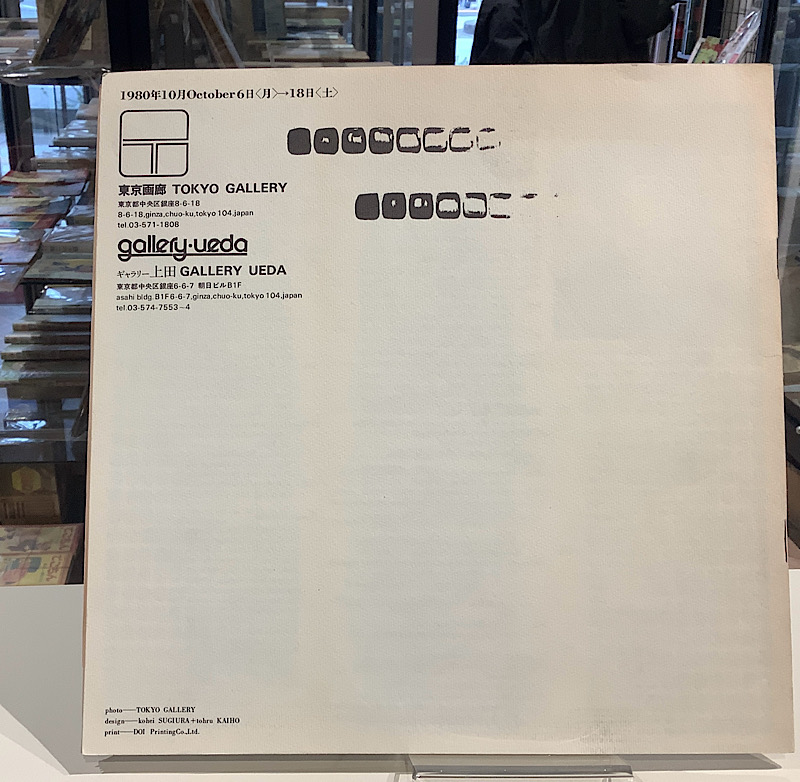 1980年10月October6日〈月〉→18日〈土〉
東京画廊 TOKYO GALLERY
東京都中央区銀座8-6-18
8-6-18,ginza,chuo-ku,tokyo 104,japan
tel.03-571-1808
gallery·ueda
ギャラリー上田 GALLERY UEDA
東京都中央区銀座6-6-7 朝日ビルB1F
asahi bldg.B1F6-6-7,ginza,chuo-ku,tokyo 104,japan
tel.03-574-7553~4
photo──TOKYO GALLERY
design──kohei SUGIURA+tohru KAIHO
print──DOI PrintingCo.,Ltd.